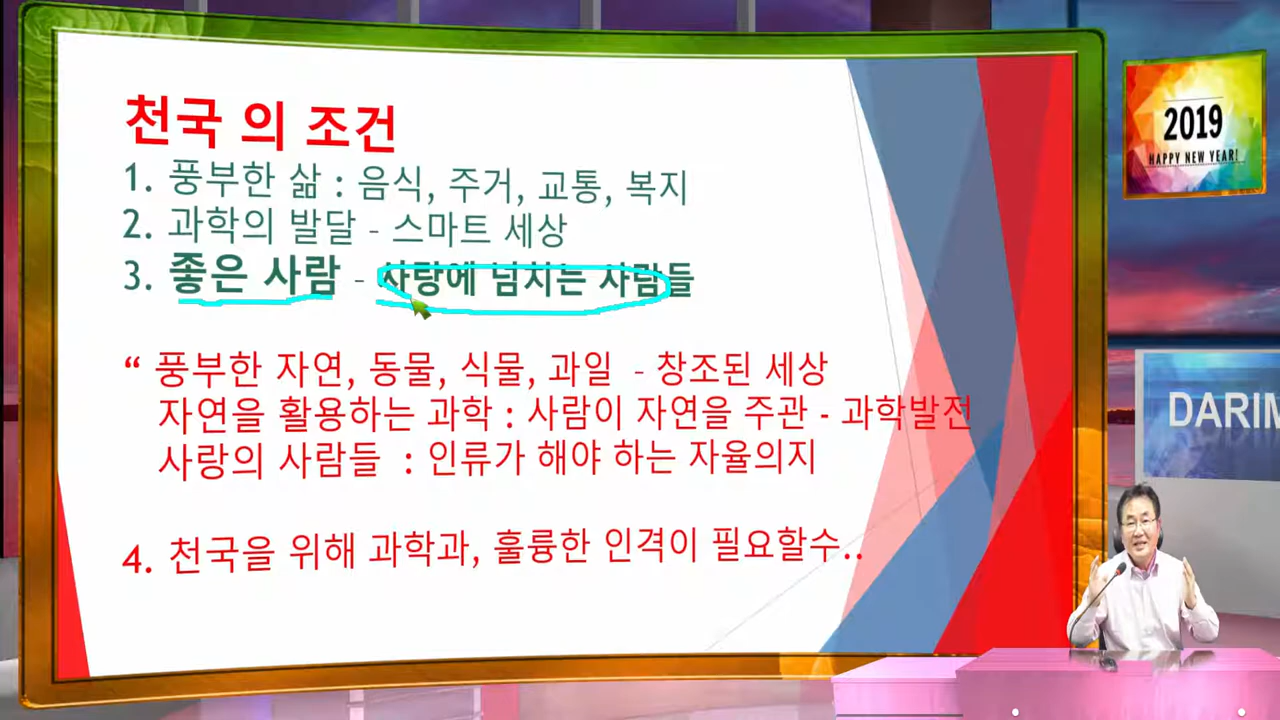 천국 의 조건
1. 풍부한 삶 : 음식, 주거, 교통, 복지
2. 과학의 발달 - 스마트 세상
3. 좋은 사람 - 사랑에 넘치는 사람들
“ 풍부한 자연, 동물, 식물, 과일 - 창조된 세상
자연을 활용하는 과학 : 사람이 자연을 주관 - 과학발전
사랑의 사람들 : 인류가 해야 하는 자율의지
4. 천국을 위해 과학과, 훌륭한 인격이 필요할수..
2019
HAPPY NEW YEAR!
DARIM